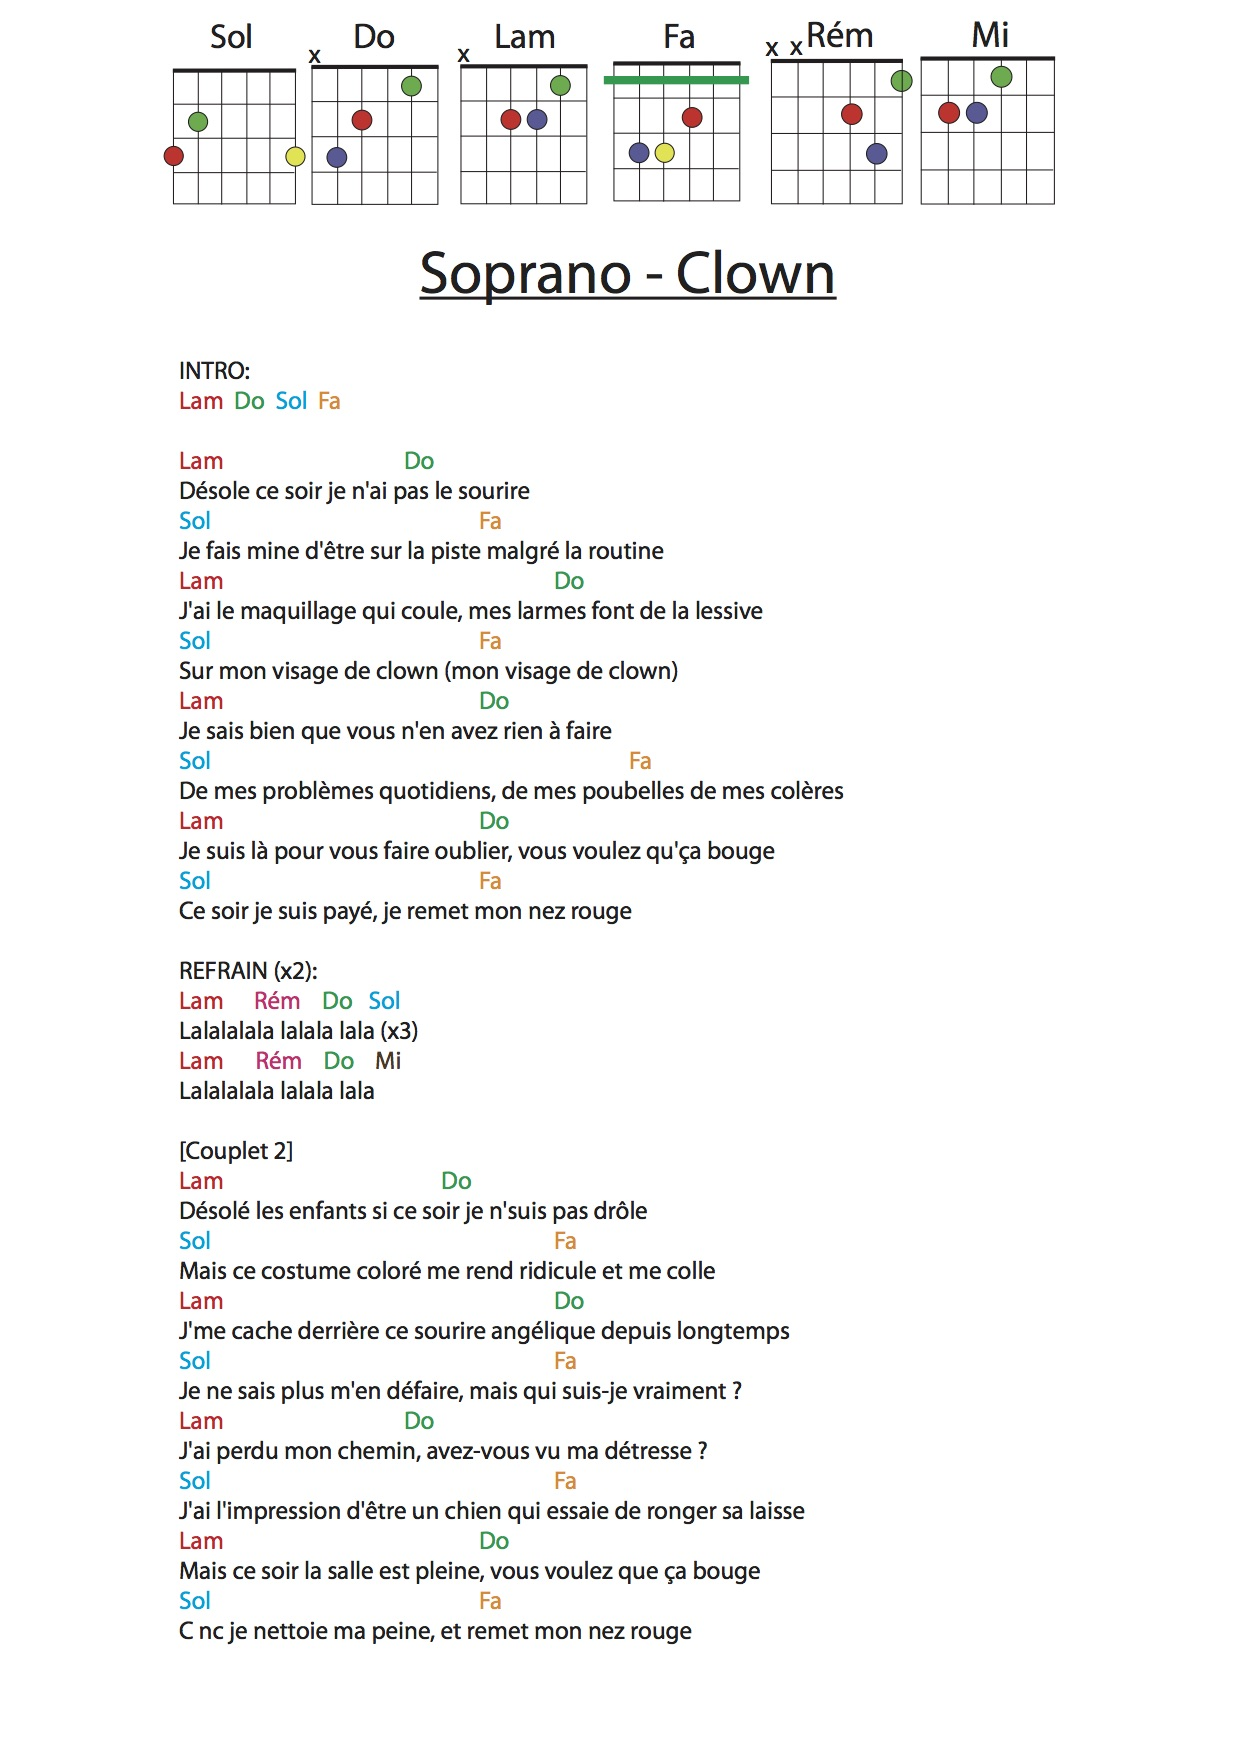 Sol Do Lam Fa Rém Mi
x x x x
Soprano - Clown
INTRO:
Lam Do Sol Fa
Lam Do
Désole ce soir je n'ai pas le sourire
Sol Fa
Je fais mine d'être sur la piste malgré la routine
Lam Do
J'ai le maquillage qui coule, mes larmes font de la lessive
Sol Fa
Sur mon visage de clown (mon visage de clown)
Lam Do
Je sais bien que vous n'en avez rien à faire
Sol Fa
De mes problèmes quotidiens, de mes poubelles de mes colères
Lam Do
Je suis là pour vous faire oublier, vous voulez qu'ça bouge
Sol Fa
Ce soir je suis payé, je remet mon nez rouge
REFRAIN (x2):
Lam Rém Do Sol
Lalalalala lalala lala (x3)
Lam Rém Do Mi
Lalalalala lalala lala
[Couplet 2]
Lam Do
Désolé les enfants si ce soir je n'suis pas drôle
Sol Fa
Mais ce costume coloré me rend ridicule et me colle
Lam Do
J'me cache derrière ce sourire angélique depuis longtemps
Sol Fa
Je ne sais plus m'en défaire, mais qui suis-je vraiment ?
Lam Do
J'ai perdu mon chemin, avez-vous vu ma détresse ?
Sol Fa
J'ai l'impression d'être un chien qui essaie de ronger sa laisse
Lam Do
Mais ce soir la salle est pleine, vous voulez que ça bouge
Sol Fa
C nc je nettoie ma peine, et remet mon nez rouge